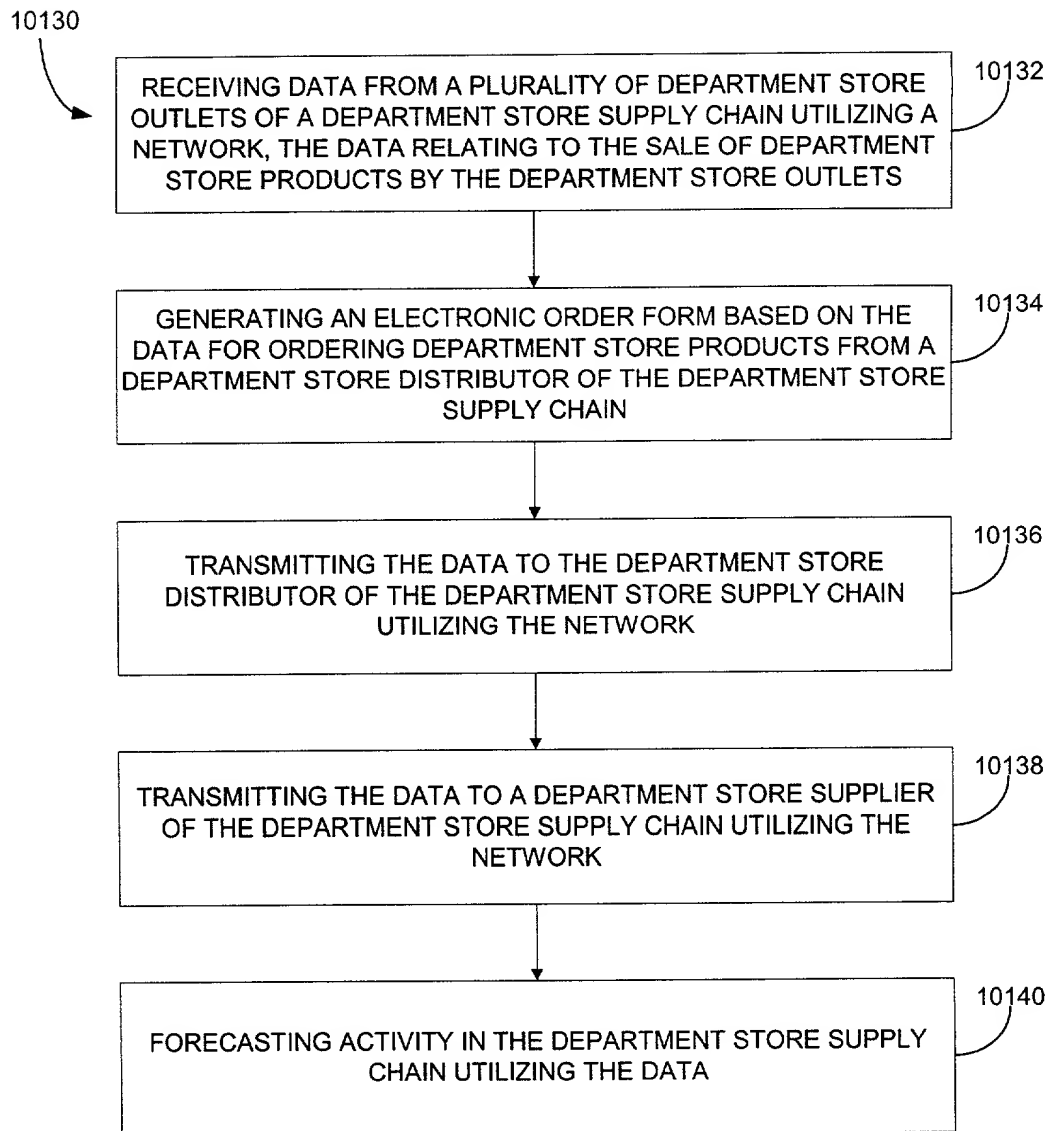 10130
10132
RECEIVING DATA FROM A PLURALITY OF DEPARTMENT STORE
OUTLETS OF A DEPARTMENT STORE SUPPLY CHAIN UTILIZING A
NETWORK, THE DATA RELATING TO THE SALE OF DEPARTMENT
STORE PRODUCTS BY THE DEPARTMENT STORE OUTLETS
10134
GENERATING AN ELECTRONIC ORDER FORM BASED ON THE
DATA FOR ORDERING DEPARTMENT STORE PRODUCTS FROM A
DEPARTMENT STORE DISTRIBUTOR OF THE DEPARTMENT STORE
SUPPLY CHAIN
10136
TRANSMITTING THE DATA TO THE DEPARTMENT STORE
DISTRIBUTOR OF THE DEPARTMENT STORE SUPPLY CHAIN
UTILIZING THE NETWORK
10138
TRANSMITTING THE DATA TO A DEPARTMENT STORE SUPPLIER
OF THE DEPARTMENT STORE SUPPLY CHAIN UTILIZING THE
NETWORK
10140
FORECASTING ACTIVITY IN THE DEPARTMENT STORE SUPPLY
CHAIN UTILIZING THE DATA